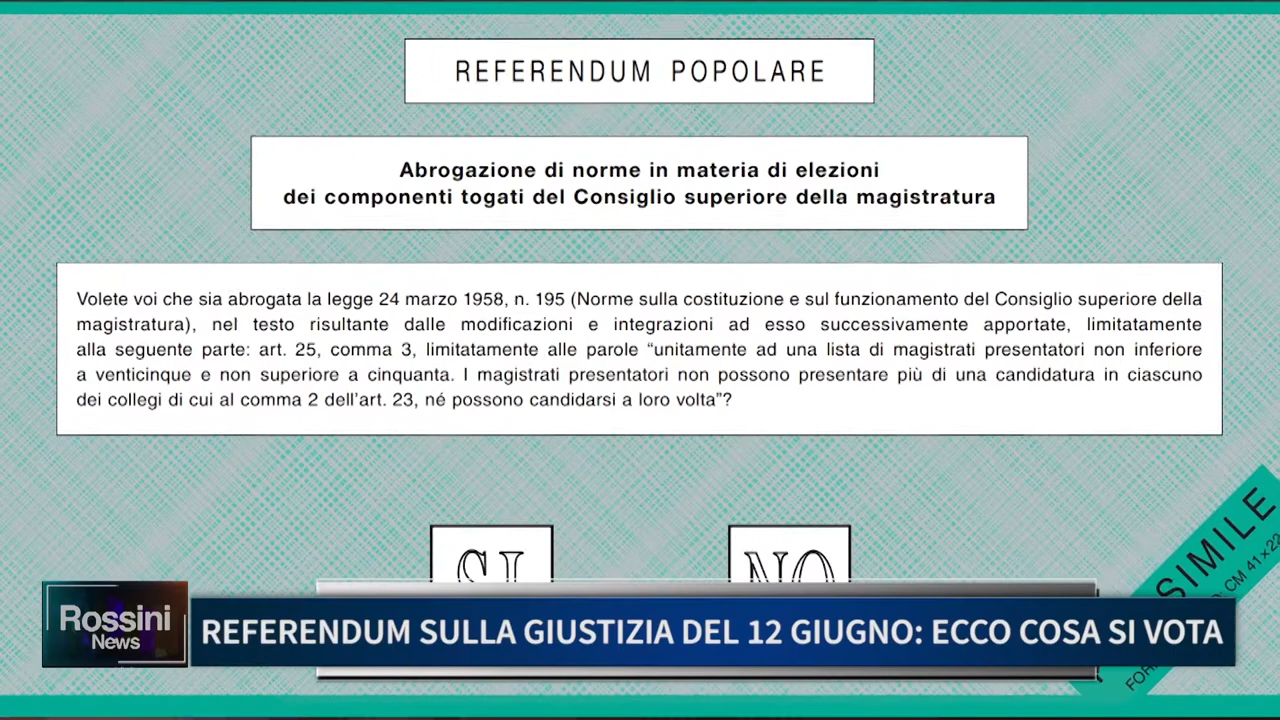 REFERENDUM POPOLARE
Abrogazione di norme in materia di elezioni
dei componenti togati del Consiglio superiore della magistratura
Volete voi che sia abrogata la legge 24 marzo 1958, n. 195 (Norme sulla costituzione e sul funzionamento del Consiglio superiore della
magistratura), nel testo risultante dalle modificazioni e integrazioni ad esso successivamente apportate, limitatamente
alla seguente parte: art. 25, comma 3, limitatamente alle parole “unitamente ad una lista di magistrati presentatori non inferiore
a venticinque e non superiore a cinquanta. I magistrati presentatori non possono presentare più di una candidatura in ciascuno
dei collegi di cui al comma 2 dell’art. 23, né possono candidarsi a loro volta”?
SI
NO
SIMILE
CM 41×22
Rossini
News
REFERENDUM SULLA GIUSTIZIA DEL 12 GIUGNO: ECCO COSA SI VOTA